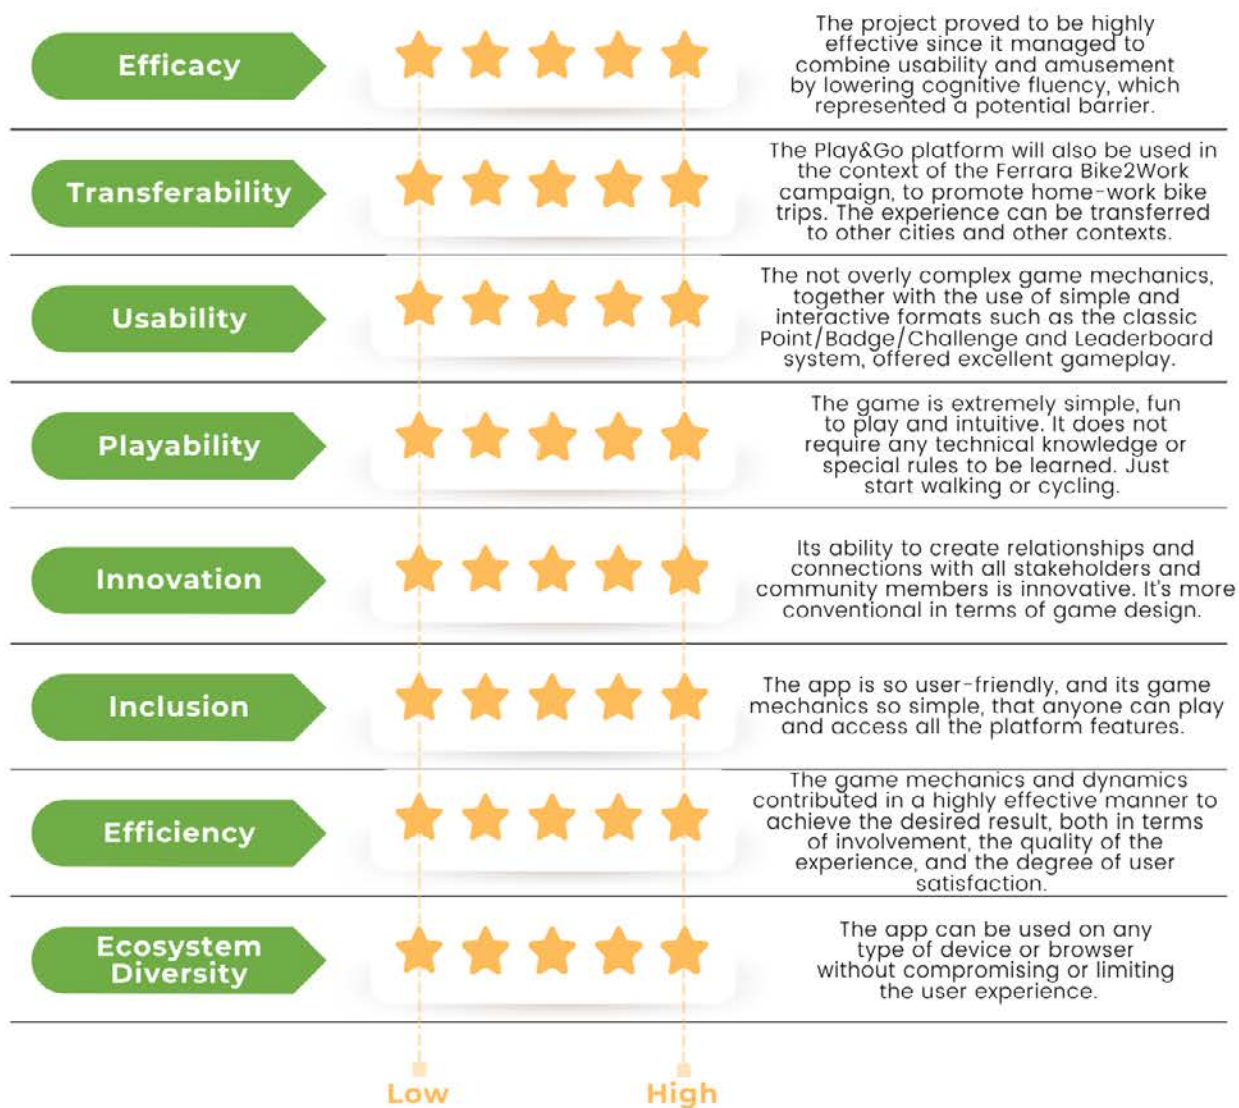 Efficacy
The project proved to be highly
effective since it managed to
combine usability and amusement
by lowering cognitive fluency, which
represented a potential barrier.
Transferability
The Play&Go platform will also be used in
the context of the Ferrara Bike2Work
campaign, to promote home-work bike
trips. The experience can be transferred
to other cities and other contexts.
Usability
The not overly complex game mechanics,
together with the use of simple and
interactive formats such as the classic
Point/Badge/Challenge and Leaderboard
system, offered excellent gameplay.
Playability
The game is extremely simple, fun
to play and intuitive. It does not
require any technical knowledge or
special rules to be learned. Just
start walking or cycling.
Innovation
Its ability to create relationships and
connections with all stakeholders and
community members is innovative. It's more
conventional in terms of game design.
Inclusion
The app is so user-friendly, and its game
mechanics so simple, that anyone can play
and access all the platform features.
Efficiency
The game mechanics and dynamics
contributed in a highly effective manner to
achieve the desired result, both in terms
of involvement, the quality of the
experience, and the degree of user
satisfaction.
Ecosystem
Diversity
The app can be used on any
type of device or browser
without compromising or limiting
the user experience.
Low
High